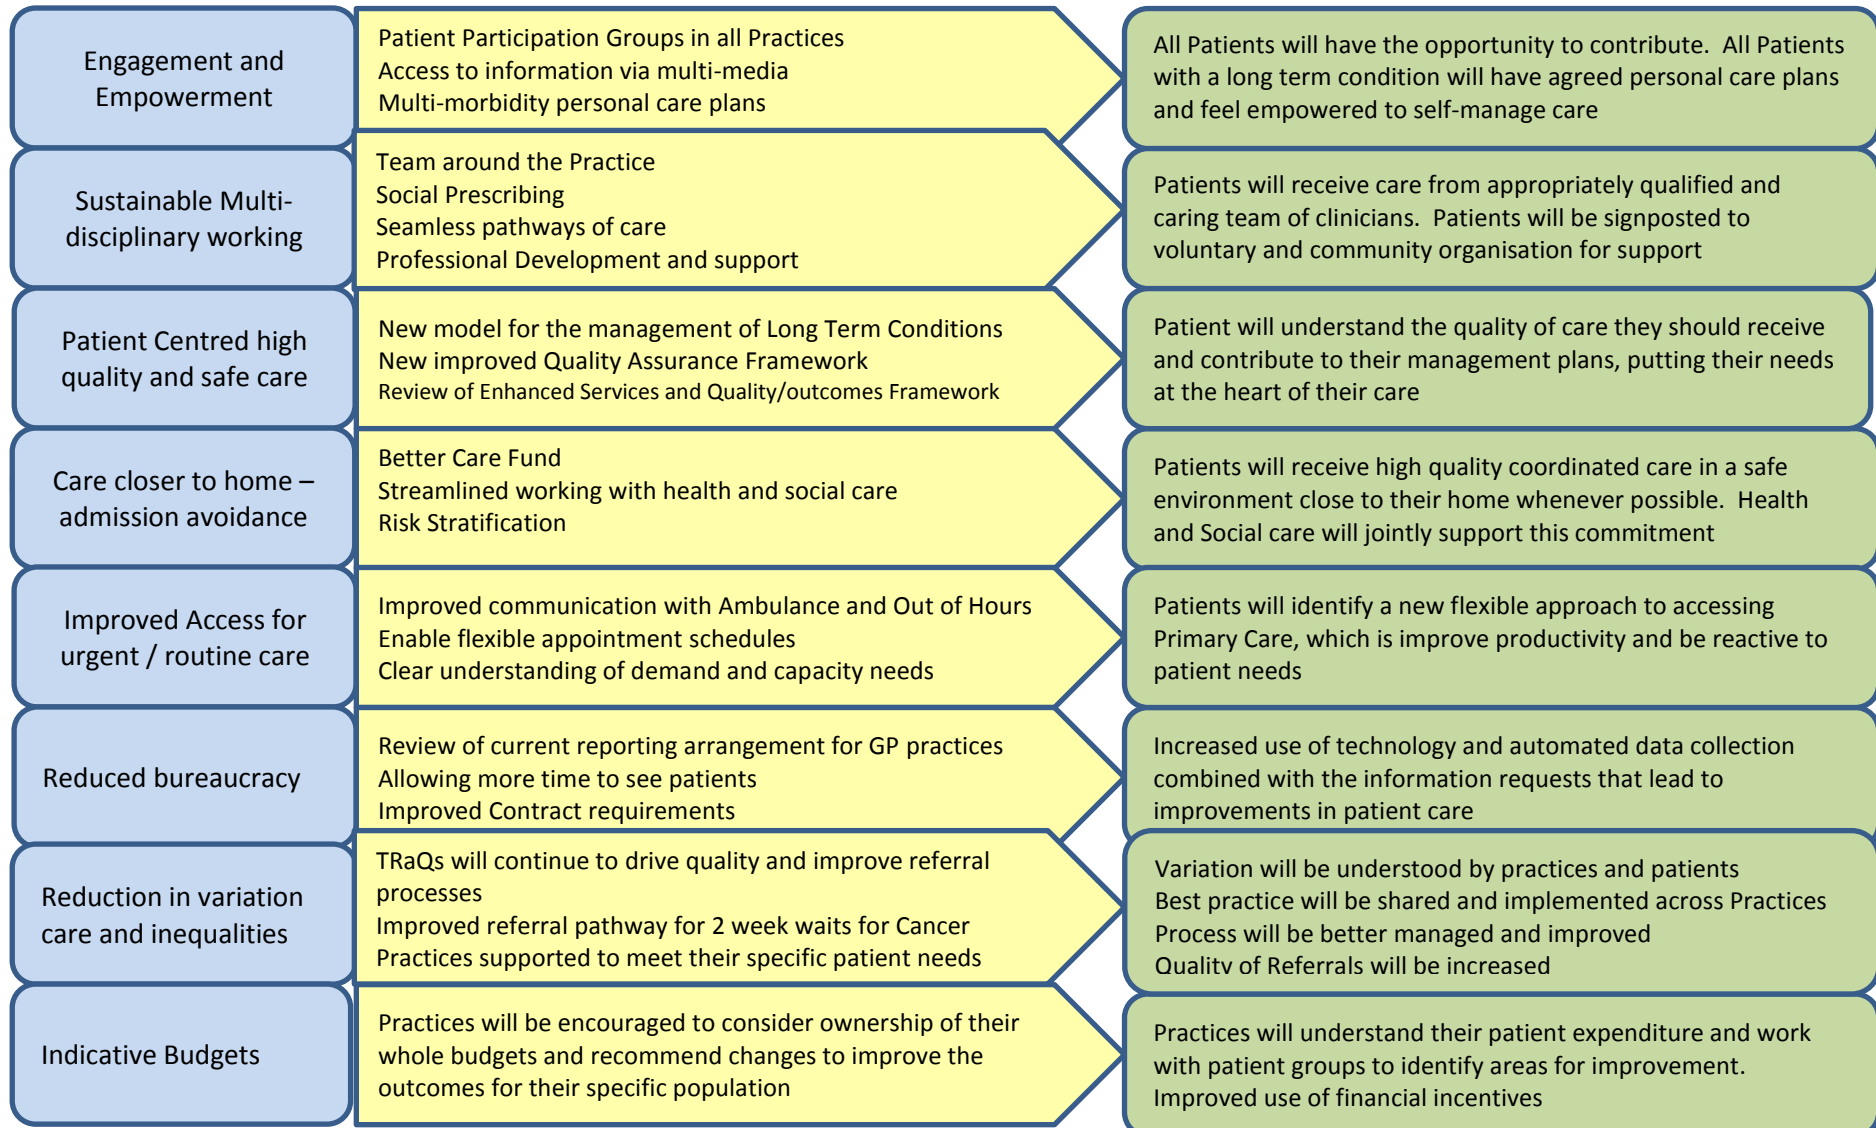 Engagement and
Empowerment
Patient Participation Groups in all Practices
Access to information via multi-media
Multi-morbidity personal care plans
All Patients will have the opportunity to contribute.  All Patients
with a long term condition will have agreed personal care plans
and feel empowered to self-manage care
Sustainable Multi-
disciplinary working
Team around the Practice
Social Prescribing
Seamless pathways of care
Professional Development and support
Patients will receive care from appropriately qualified and
caring team of clinicians.  Patients will be signposted to
voluntary and community organisation for support
Patient Centred high
quality and safe care
New model for the management of Long Term Conditions
New improved Quality Assurance Framework
Review of Enhanced Services and Quality/outcomes Framework
Patient will understand the quality of care they should receive
and contribute to their management plans, putting their needs
at the heart of their care
Care closer to home –
admission avoidance
Better Care Fund
Streamlined working with health and social care
Risk Stratification
Patients will receive high quality coordinated care in a safe
environment close to their home whenever possible.  Health
and Social care will jointly support this commitment
Improved Access for
urgent / routine care
Improved communication with Ambulance and Out of Hours
Enable flexible appointment schedules
Clear understanding of demand and capacity needs
Patients will identify a new flexible approach to accessing
Primary Care, which is improve productivity and be reactive to
patient needs
Reduced bureaucracy
Review of current reporting arrangement for GP practices
Allowing more time to see patients
Improved Contract requirements
Increased use of technology and automated data collection
combined with the information requests that lead to
improvements in patient care
Reduction in variation
care and inequalities
TRaQs will continue to drive quality and improve referral
processes
Improved referral pathway for 2 week waits for Cancer
Practices supported to meet their specific patient needs
Variation will be understood by practices and patients
Best practice will be shared and implemented across Practices
Process will be better managed and improved
Quality of Referrals will be increased
Indicative Budgets
Practices will be encouraged to consider ownership of their
whole budgets and recommend changes to improve the
outcomes for their specific population
Practices will understand their patient expenditure and work
with patient groups to identify areas for improvement.
Improved use of financial incentives